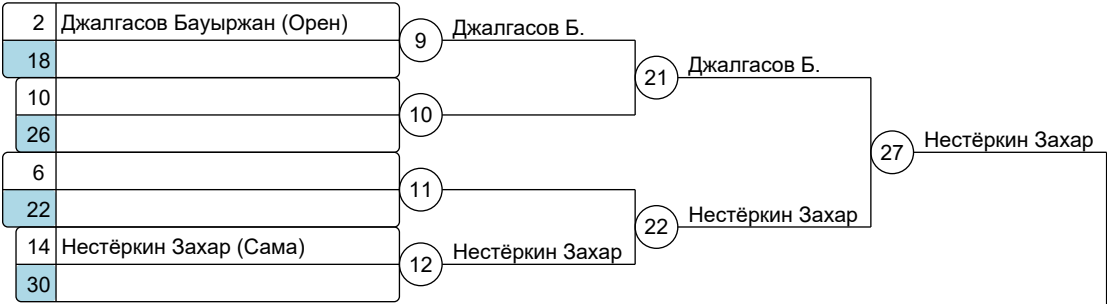 2 Джалгасов Бауыржан (Орен)
18
9 Джалгасов Б.
10
26
10
21 Джалгасов Б.
6
22
11
14 Нестёркин Захар (Сама)
30
12 Нестёркин Захар
22 Нестёркин Захар
27 Нестёркин Захар